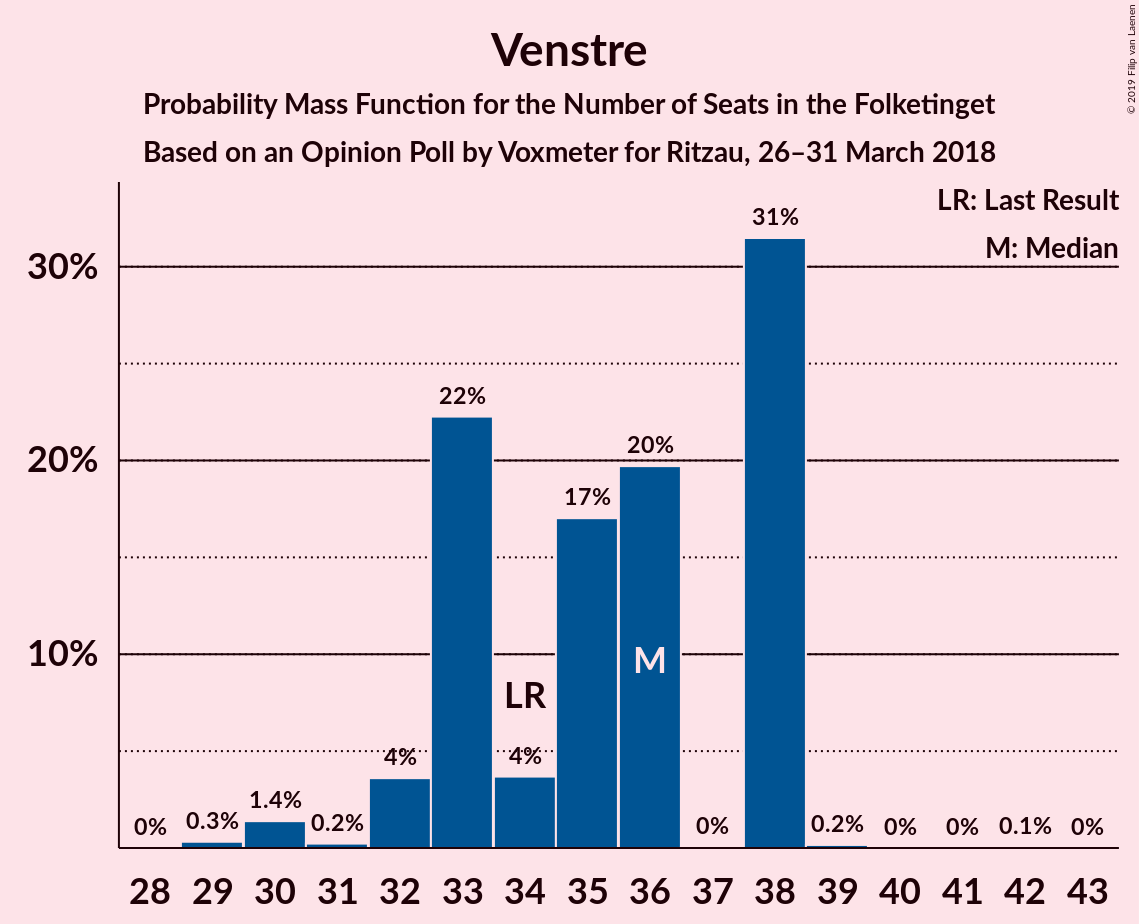 Venstre
Probability Mass Function for the Number of Seats in the Folketinget
Based on an Opinion Poll by Voxmeter for Ritzau, 26–31 March 2018
© 2019 Filip van Laenen
LR: Last Result
M: Median
30%
20%
10%
0%
0.3%
1.4%
0.2%
4%
22%
4%
17%
20%
0%
31%
0.2%
0%
0%
0.1%
0%
LR
M
28 29 30 31 32 33 34 35 36 37 38 39 40 41 42 43